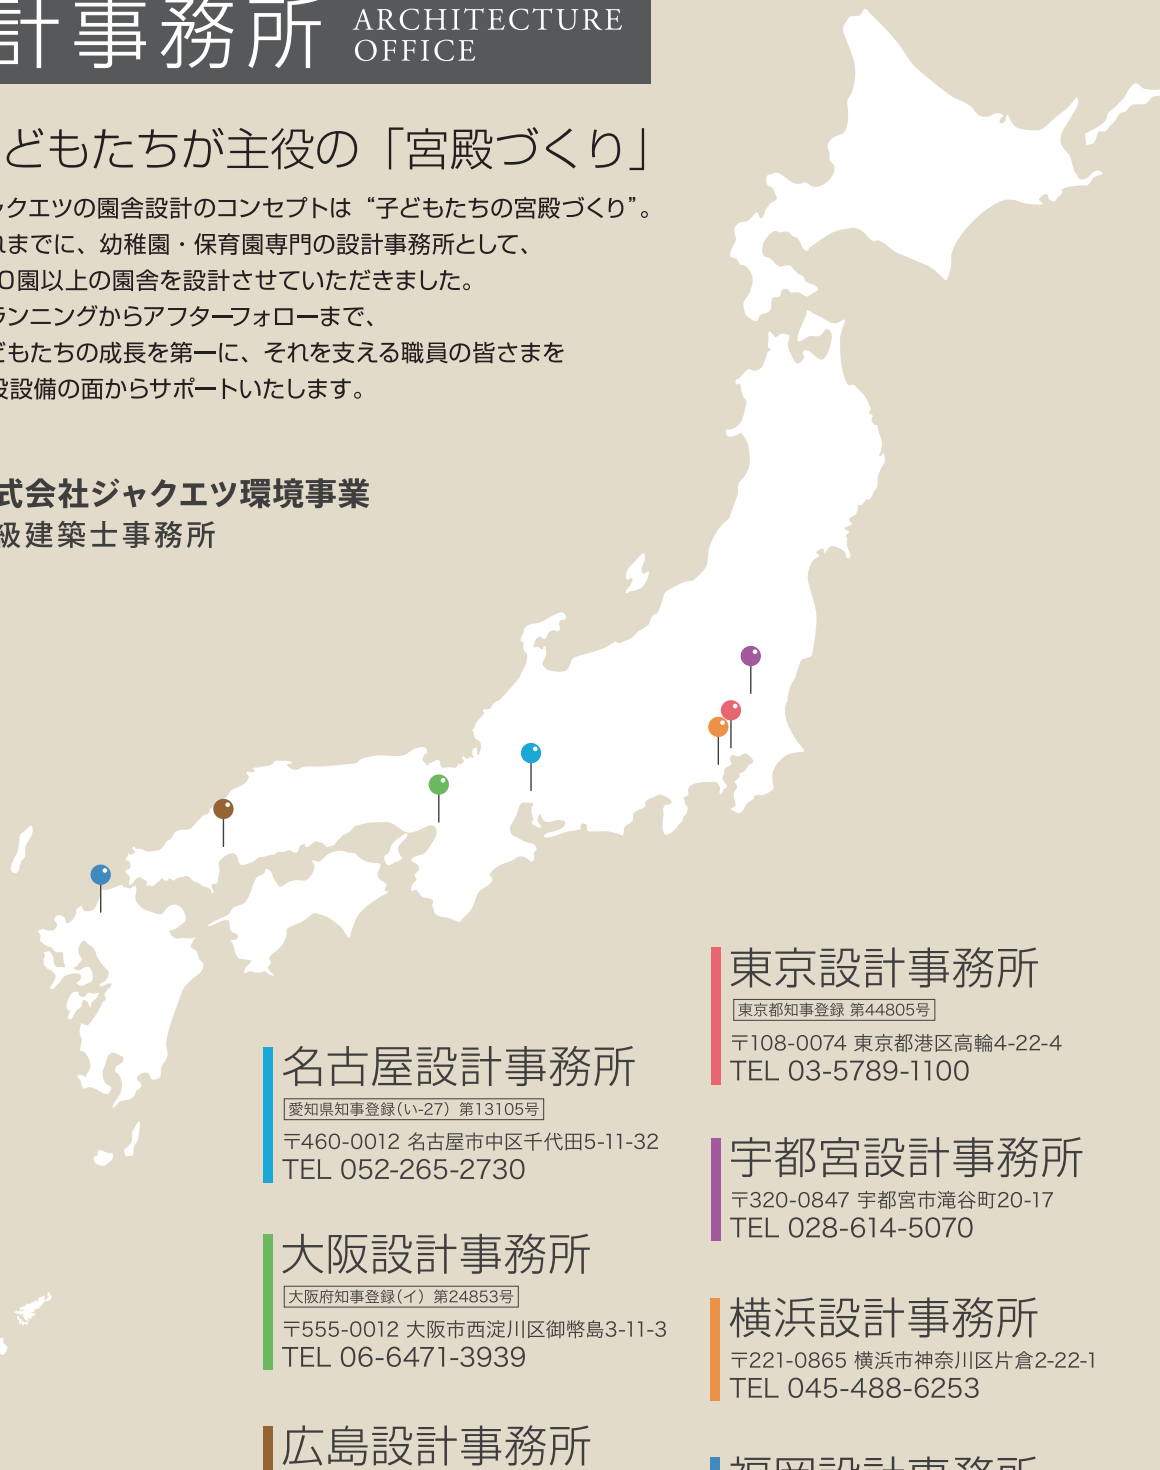 計事務所
ARCHITECTURE
OFFICE
どもたちが主役の「宮殿づくり」
ャクエツの園舎設計のコンセプトは“子どもたちの宮殿づくり”。
れまでに、幼稚園・保育園専門の設計事務所として、
0園以上の園舎を設計させていただきました。
ランニングからアフターフォローまで、
どもたちの成長を第一に、それを支える職員の皆さまを
設設備の面からサポートいたします。
式会社ジャクエツ環境事業
級建築士事務所
東京設計事務所
東京都知事登録 第44805号
〒108-0074 東京都港区高輪4-22-4
TEL 03-5789-1100
名古屋設計事務所
愛知県知事登録(い-27) 第13105号
〒460-0012 名古屋市中区千代田5-11-32
TEL 052-265-2730
宇都宮設計事務所
〒320-0847 宇都宮市滝谷町20-17
TEL 028-614-5070
大阪設計事務所
大阪府知事登録(イ) 第24853号
〒555-0012 大阪市西淀川区御幣島3-11-3
TEL 06-6471-3939
横浜設計事務所
〒221-0865 横浜市神奈川区片倉2-22-1
TEL 045-488-6253
広島設計事務所
福岡設計事務所